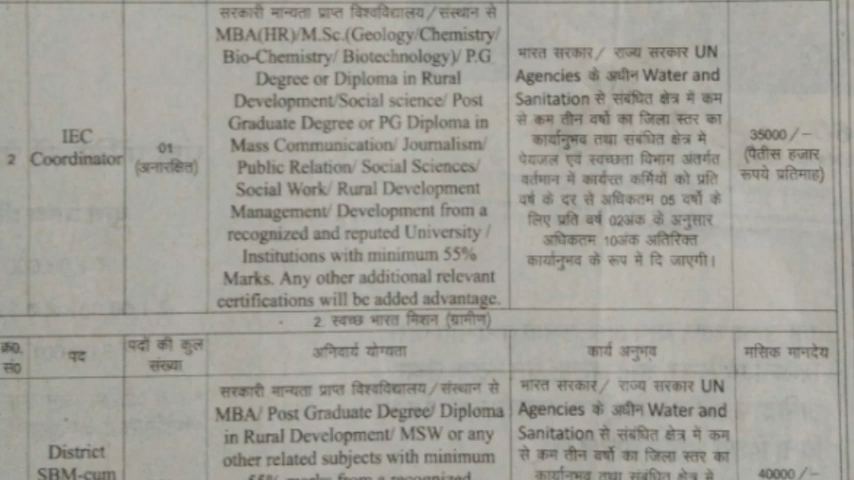 2
IEC
Coordinator
01
(अनारक्षित)
सरकारी मान्यता प्राप्त विश्वविद्यालय/संस्थान से
MBA(HR)/M.Sc.(Geology/Chemistry/
Bio-Chemistry/ Biotechnology)/ P.G
Degree or Diploma in Rural
Development/Social science/ Post
Graduate Degree or PG Diploma in
Mass Communication/ Journalism/
Public Relation/ Social Sciences/
Social Work/ Rural Development
Management/ Development from a
recognized and reputed University /
Institutions with minimum 55%
Marks. Any other additional relevant
certifications will be added advantage.
भारत सरकार/ राज्य सरकार UN
Agencies के अधीन Water and
Sanitation से संबंधित क्षेत्र में कम
से कम तीन वर्षो का जिला स्तर का
कार्यानुभव तथा संबंधित क्षेत्र मे
पेयजल एवं स्वच्छता विभाग अंतर्गत
वर्तमान में कार्यरत कर्मियों को प्रति
वर्ष के दर से अधिकतम 05 वर्षो के
लिए प्रति वर्ष 02अंक के अनुसार
अधिकतम 10अंक अतिरिक्त
कार्यानुभव के रूप में दि जाएगी।
35000/-
(पैतीस हजार
रूपये प्रतिमाह)
2 स्वच्छ भारत मिशन (ग्रामीण)
क्र0.
सं0
पद
पदों की कुल
संख्या
अनिवार्य योग्यता
कार्य अनुभव
मासिक मानदेय
District
SBM-cum
सरकारी मान्यता प्राप्त विश्वविद्यालय/संस्थान से
MBA/ Post Graduate Degree/ Diploma
in Rural Development/ MSW or any
other related subjects with minimum
55% marks from a recognized
भारत सरकार/ राज्य सरकार UN
Agencies के अधीन Water and
Sanitation से संबंधित क्षेत्र में कम
से कम तीन वर्षो का जिला स्तर का
कार्यानुभव तथा संबंधित क्षेत्र मे
40000/-